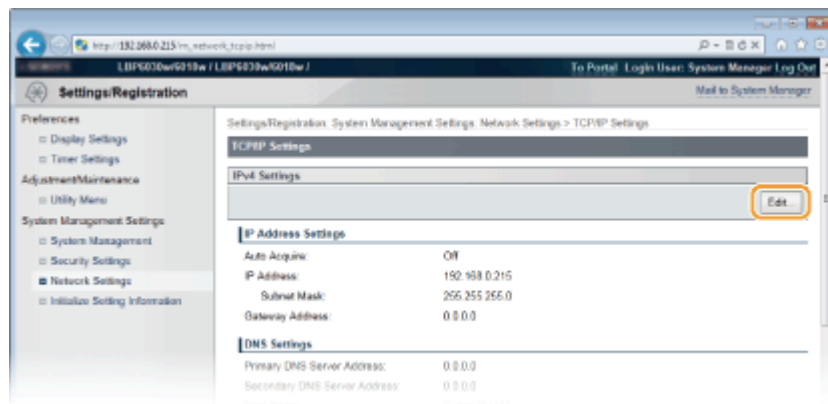 http://192.168.0.215/m_network_tcpip.html
LBP6030w/6018w / LBP6030w/6018w /
To Portal Login User: System Manager Log Out
Settings/Registration
Mail to System Manager
Preferences
Display Settings
Timer Settings
Adjustment/Maintenance
Utility Menu
System Management Settings
System Management
Security Settings
Network Settings
Initialize Setting Information
Settings/Registration: System Management Settings: Network Settings > TCP/IP Settings
TCP/IP Settings
IPv4 Settings
Edit...
IP Address Settings
Auto Acquire: Off
IP Address: 192.168.0.215
Subnet Mask: 255.255.255.0
Gateway Address: 0.0.0.0
DNS Settings
Primary DNS Server Address: 0.0.0.0
Secondary DNS Server Address: 0.0.0.0